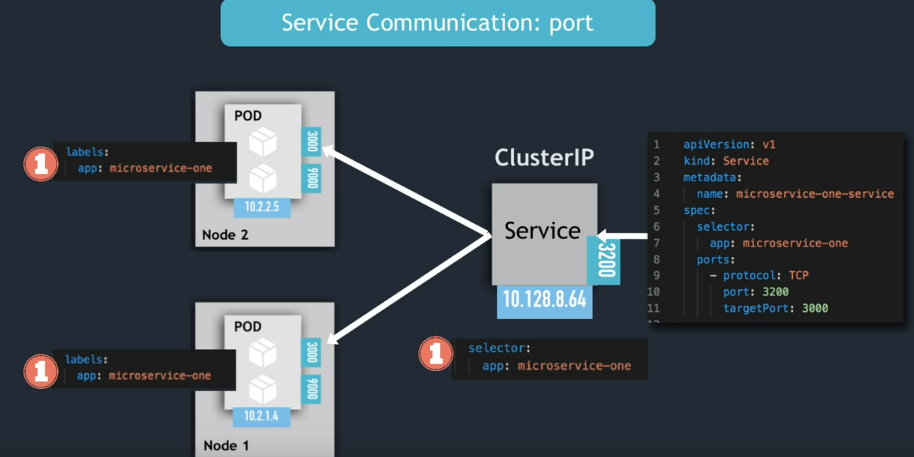 Service Communication: port
POD
3000
9000
labels:
app: microservice-one
10.2.2.5
Node 2
ClusterIP
Service
3200
10.128.8.64
1 apiVersion: v1
2 kind: Service
3 metadata:
4 name: microservice-one-service
5 spec:
6 selector:
7 app: microservice-one
8 ports:
9 - protocol: TCP
10 port: 3200
11 targetPort: 3000
12
1
POD
3000
9000
1
labels:
app: microservice-one
10.2.1.4
Node 1
1
selector:
app: microservice-one